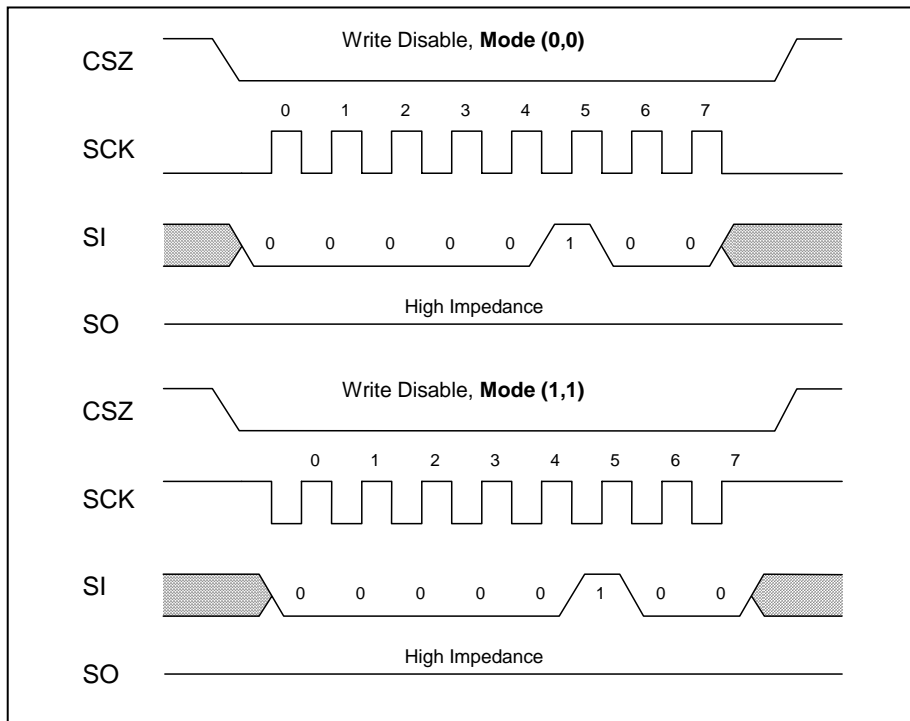 Write Disable, Mode (0,0)
CSZ
0 1 2 3 4 5 6 7
SCK
SI
0 0 0 0 0 1 0 0
High Impedance
SO
Write Disable, Mode (1,1)
CSZ
0 1 2 3 4 5 6 7
SCK
SI
0 0 0 0 0 1 0 0
High Impedance
SO